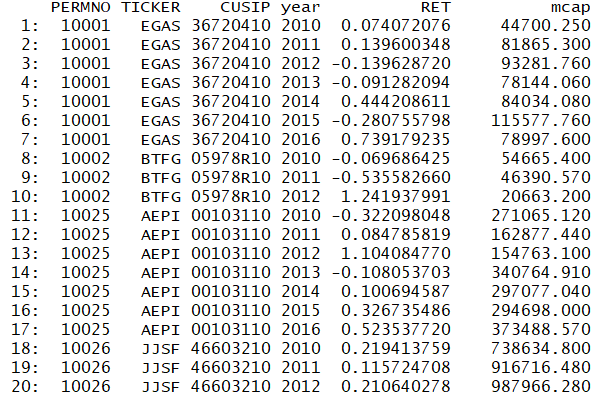 PERMNO TICKER CUSIP year RET mcap
1: 10001 EGAS 36720410 2010 0.074072076 44700.250
2: 10001 EGAS 36720410 2011 0.139600348 81865.300
3: 10001 EGAS 36720410 2012 -0.139628720 93281.760
4: 10001 EGAS 36720410 2013 -0.091282094 78144.060
5: 10001 EGAS 36720410 2014 0.444208611 84034.080
6: 10001 EGAS 36720410 2015 -0.280755798 115577.760
7: 10001 EGAS 36720410 2016 0.739179235 78997.600
8: 10002 BTFG 05978R10 2010 -0.069686425 54665.400
9: 10002 BTFG 05978R10 2011 -0.535582660 46390.570
10: 10002 BTFG 05978R10 2012 1.241937991 20663.200
11: 10025 AEPI 00103110 2010 -0.322098048 271065.120
12: 10025 AEPI 00103110 2011 0.084785819 162877.440
13: 10025 AEPI 00103110 2012 1.104084770 154763.100
14: 10025 AEPI 00103110 2013 -0.108053703 340764.910
15: 10025 AEPI 00103110 2014 0.100694587 297077.040
16: 10025 AEPI 00103110 2015 0.326735486 294698.000
17: 10025 AEPI 00103110 2016 0.523537720 373488.570
18: 10026 JJSF 46603210 2010 0.219413759 738634.800
19: 10026 JJSF 46603210 2011 0.115724708 916716.480
20: 10026 JJSF 46603210 2012 0.210640278 987966.280